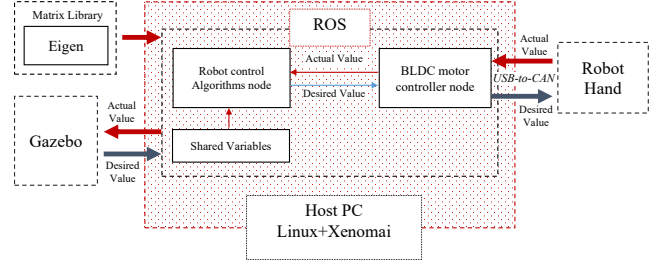 Matrix Library
Eigen
ROS
Actual
Value
USB-to-CAN
Desired
Value
Robot
Hand
Robot control
Algorithms node
Actual Value
Desired Value
BLDC motor
controller node
Gazebo
Actual
Value
Desired
Value
Shared Variables
Host PC
Linux+Xenomai